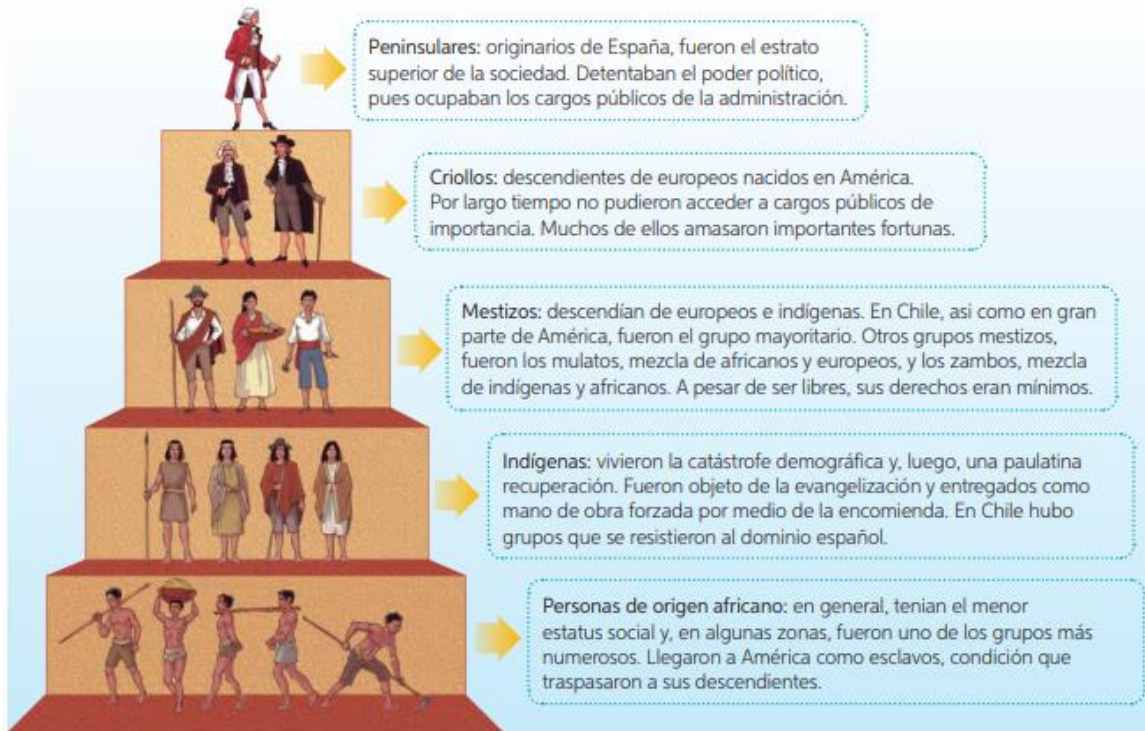 Peninsulares: originarios de España, fueron el estrato
superior de la sociedad. Detentaban el poder político,
pues ocupaban los cargos públicos de la administración.
Criollos: descendientes de europeos nacidos en América.
Por largo tiempo no pudieron acceder a cargos públicos de
importancia. Muchos de ellos amasaron importantes fortunas.
Mestizos: descendían de europeos e indígenas. En Chile, asi como en gran
parte de América, fueron el grupo mayoritario. Otros grupos mestizos,
fueron los mulatos, mezcla de africanos y europeos, y los zambos, mezcla
de indígenas y africanos. A pesar de ser libres, sus derechos eran mínimos.
Indígenas: vivieron la catástrofe demográfica y, luego, una paulatina
recuperación. Fueron objeto de la evangelización y entregados como
mano de obra forzada por medio de la encomienda. En Chile hubo
grupos que se resistieron al dominio español.
Personas de origen africano: en general, tenian el menor
estatus social y, en algunas zonas, fueron uno de los grupos más
numerosos. Llegaron a América como esclavos, condición que
traspasaron a sus descendientes.